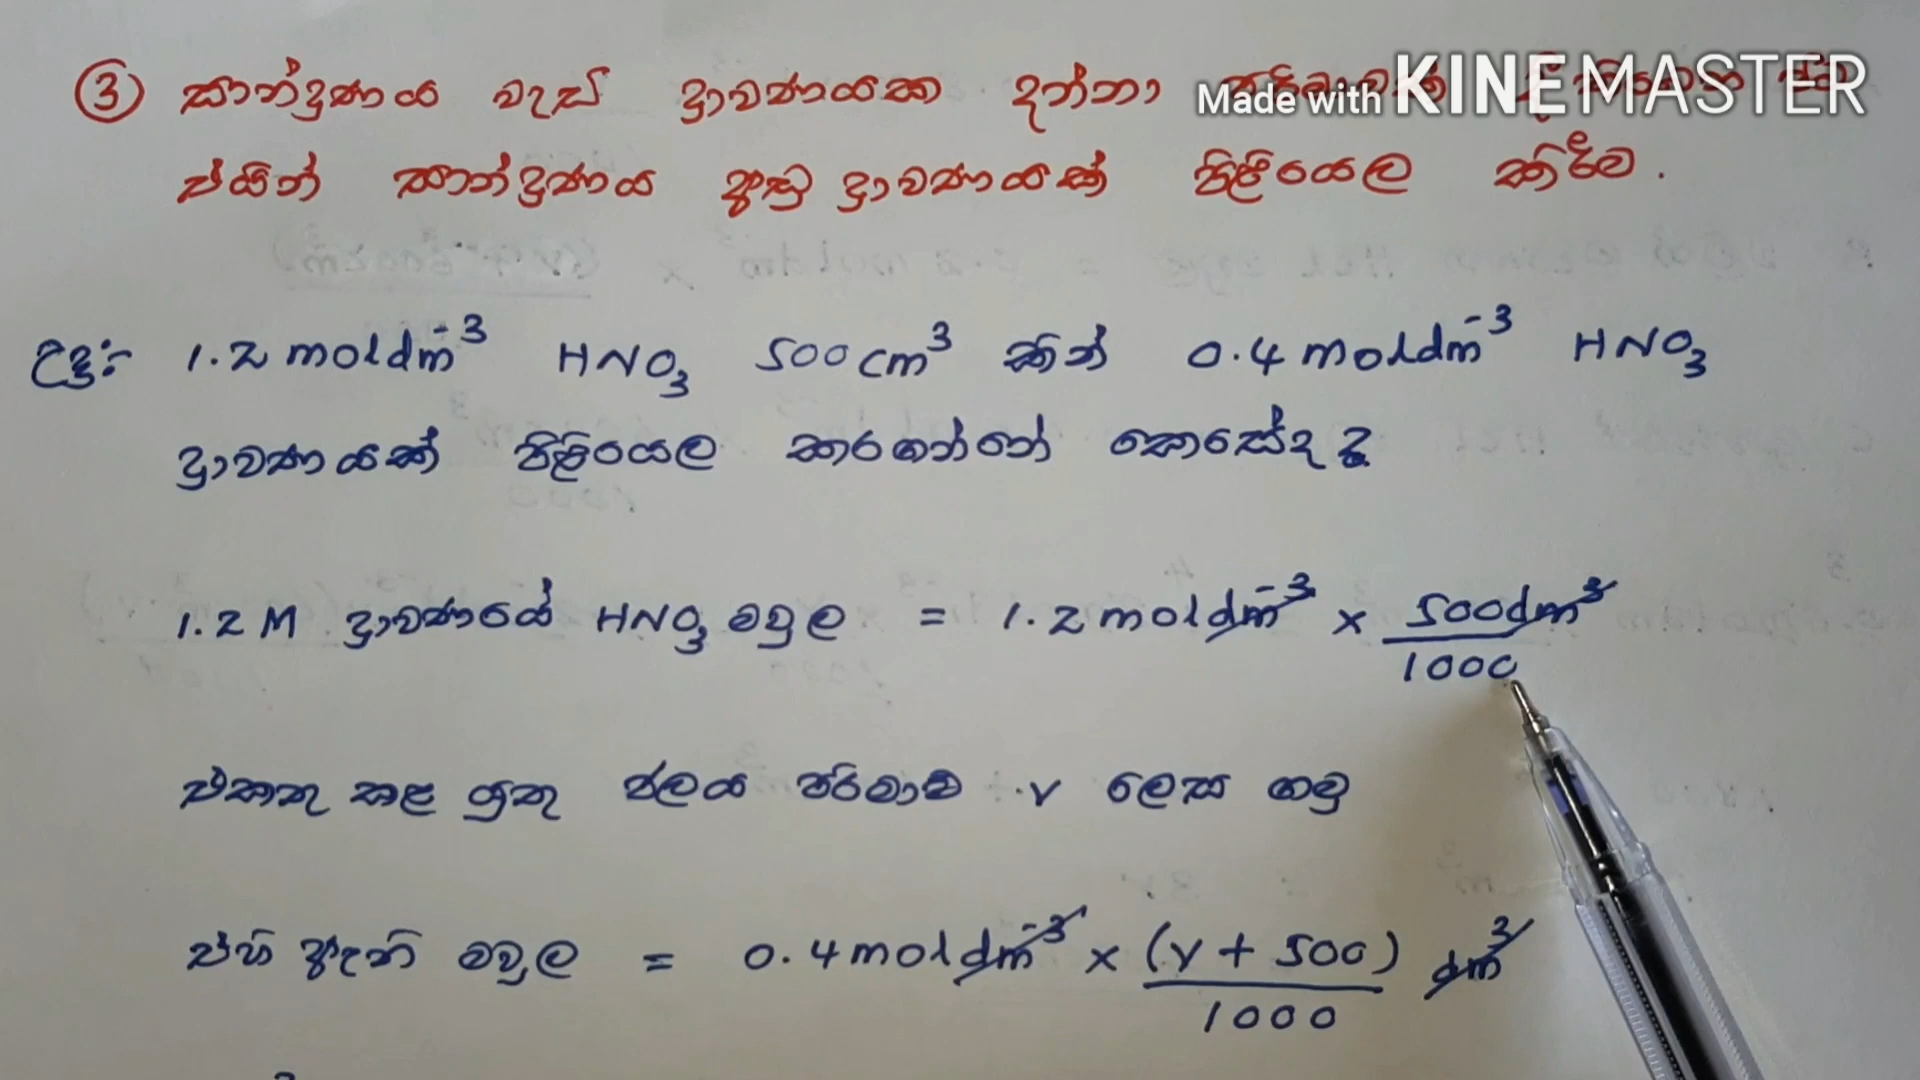 ③ සාන්ද්‍රණය වැඩි ද්‍රාවණයක දන්නා
Made with KINEMASTER
එයින් සාන්ද්‍රණය අඩු ද්‍රාවණයක් පිළියෙල කිරීම.
උදා:- 1.2 moldm⁻³ HNO₃ 500cm³ කින් 0.4 moldm⁻³ HNO₃
ද්‍රාවණයක් පිළියෙල කරගන්නේ කෙසේද?
1.2 M ද්‍රාවණයේ HNO₃ මවුල = 1.2 moldm⁻³ × 500dm³
1000
එකතු කළ යුතු ජලය පරිමාව V ලෙස ගමු
එහි ඇති මවුල = 0.4 moldm⁻³ × (V + 500) dm³
1000